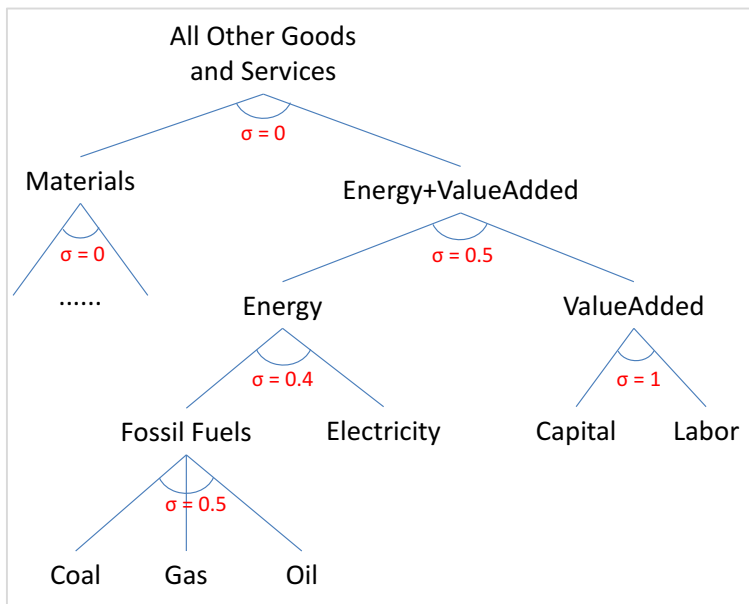 All Other Goods
and Services
σ = 0
Materials
Energy+ValueAdded
σ = 0
σ = 0.5
......
Energy
ValueAdded
σ = 0.4
σ = 1
Fossil Fuels
Electricity
Capital
Labor
σ = 0.5
Coal
Gas
Oil